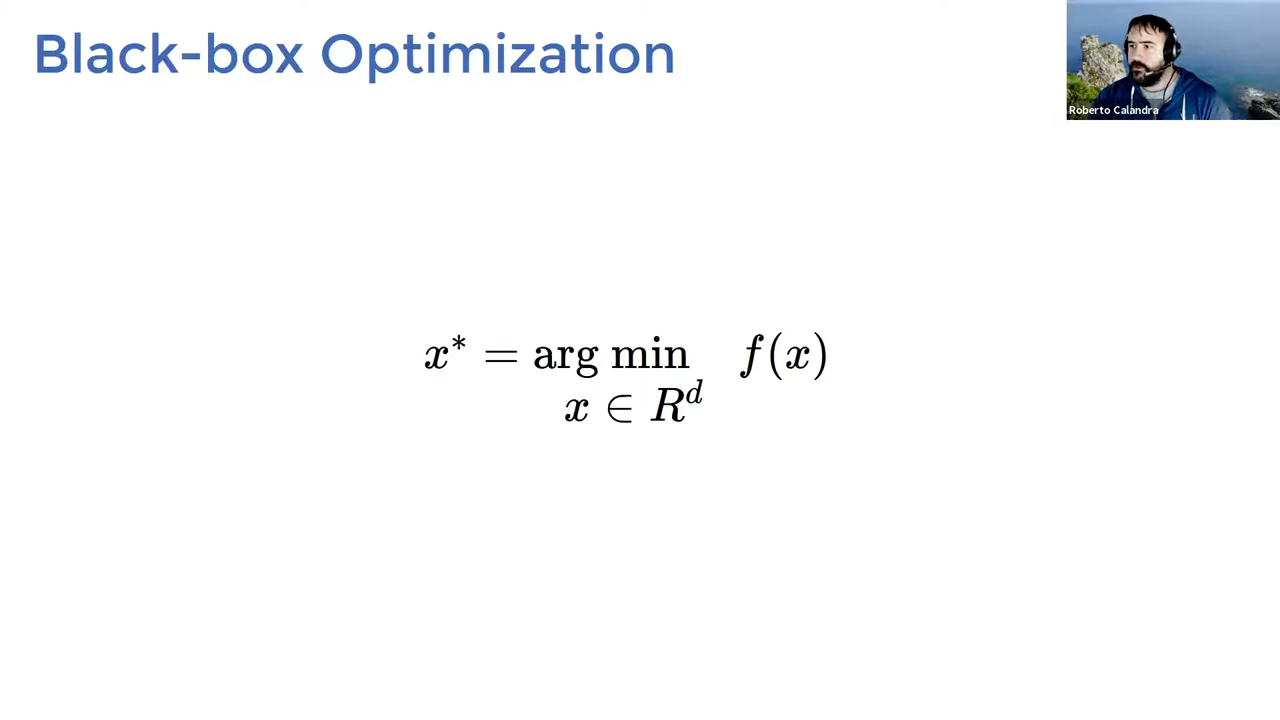 Black-box Optimization
Roberto Calandra
x* = arg min f(x)
x ∈ R^d